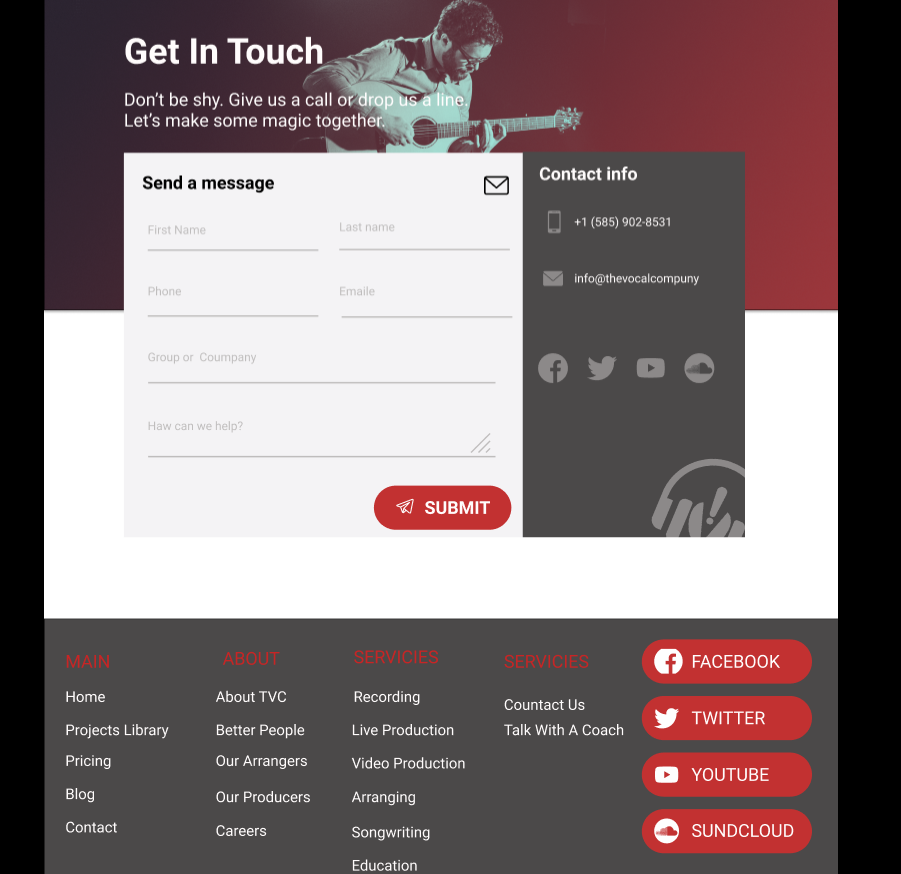 Get In Touch
Don't be shy. Give us a call or drop us a line.
Let's make some magic together.
Send a message
First Name
Last name
Phone
Emaile
Group or Coumpany
Haw can we help?
SUBMIT
Contact info
+1 (585) 902-8531
info@thevocalcompuny
MAIN
Home
Projects Library
Pricing
Blog
Contact
ABOUT
About TVC
Better People
Our Arrangers
Our Producers
Careers
SERVICIES
Recording
Live Production
Video Production
Arranging
Songwriting
Education
SERVICIES
Countact Us
Talk With A Coach
FACEBOOK
TWITTER
YOUTUBE
SUNDCLOUD